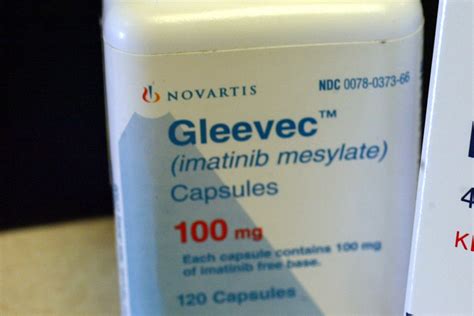 NOVARTIS
NDC 0078-0373-66
Gleevec™
(imatinib mesylate)
Capsules
100 mg
Each capsule contains 100 mg
of imatinib free base.
120 Capsules
4